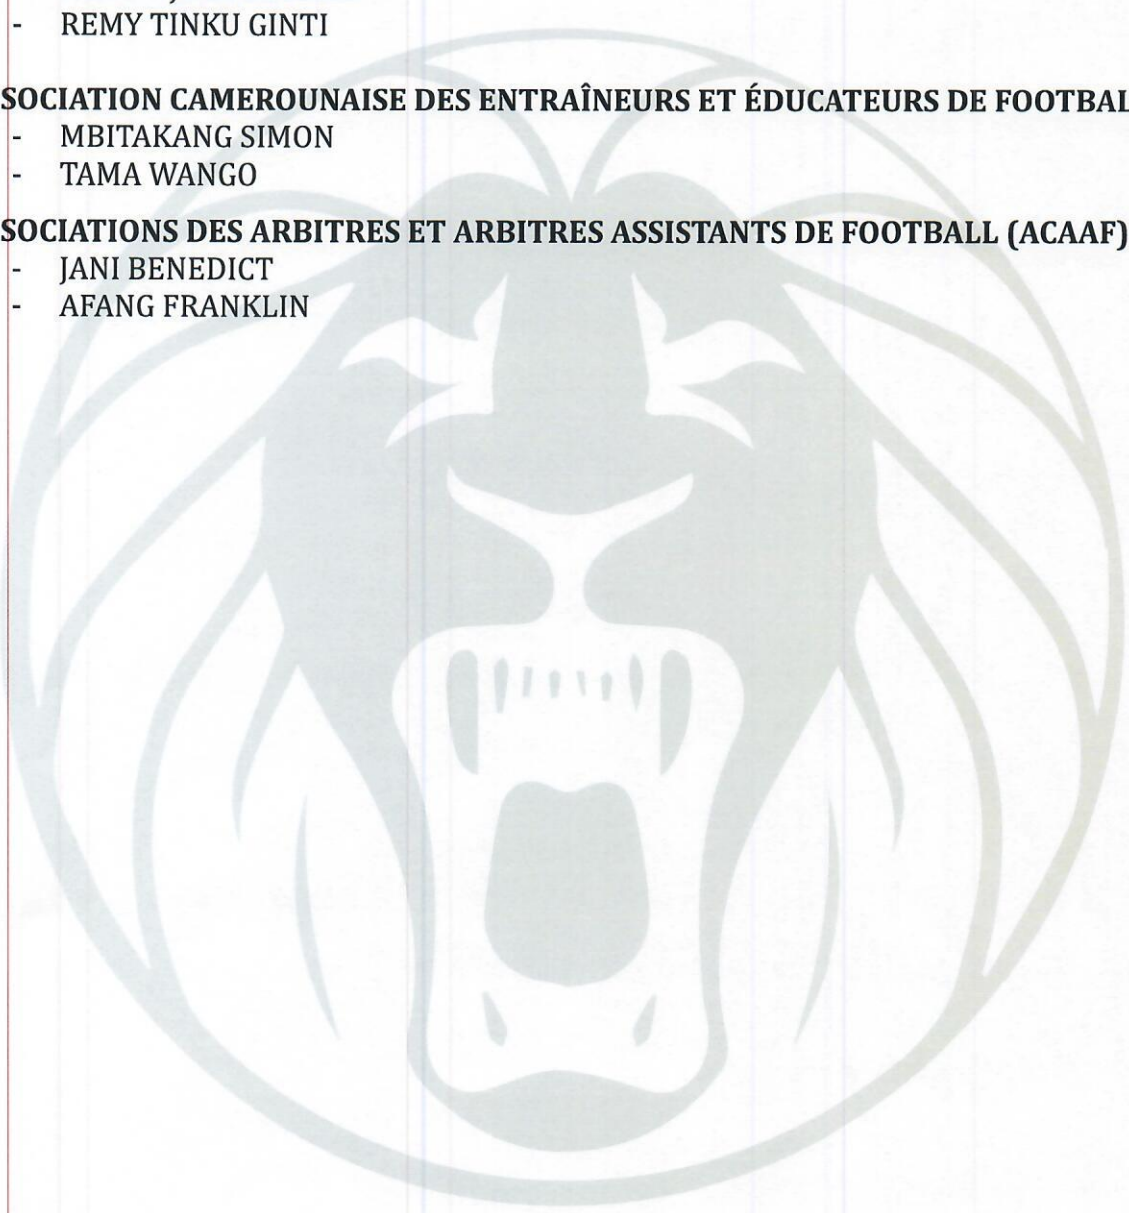 - REMY TINKU GINTI
SOCIATION CAMEROUNAISE DES ENTRAÎNEURS ET ÉDUCATEURS DE FOOTBAL
- MBITAKANG SIMON
- TAMA WANGO
SOCIATIONS DES ARBITRES ET ARBITRES ASSISTANTS DE FOOTBALL (ACAAF)
- JANI BENEDICT
- AFANG FRANKLIN